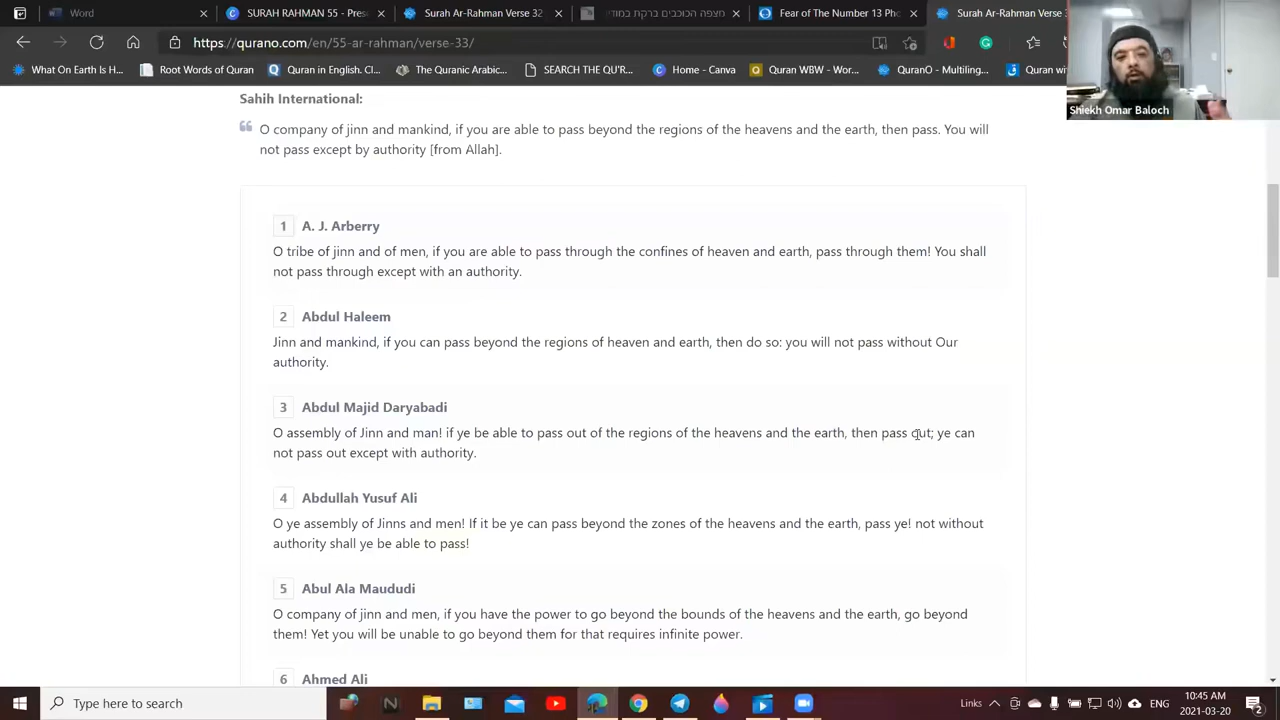 Word
SURAH RAHMAN 55 - Pres
Surah Ar-Rahman Verse 32
מצפה הכוכבים ברקת במודי
Fear of The Number 13 Pho
Surah Ar-Rahman Verse 3
https://qurano.com/en/55-ar-rahman/verse-33/
What On Earth Is H...
Root Words of Quran
Quran in English. Cl...
The Quranic Arabic...
SEARCH THE QU'R...
Home - Canva
Quran WBW - Wor...
QuranO - Multiling...
Quran wi
Shiekh Omar Baloch
Sahih International:
O company of jinn and mankind, if you are able to pass beyond the regions of the heavens and the earth, then pass. You will
not pass except by authority [from Allah].
1 A. J. Arberry
O tribe of jinn and of men, if you are able to pass through the confines of heaven and earth, pass through them! You shall
not pass through except with an authority.
2 Abdul Haleem
Jinn and mankind, if you can pass beyond the regions of heaven and earth, then do so: you will not pass without Our
authority.
3 Abdul Majid Daryabadi
O assembly of Jinn and man! if ye be able to pass out of the regions of the heavens and the earth, then pass out; ye can
not pass out except with authority.
4 Abdullah Yusuf Ali
O ye assembly of Jinns and men! If it be ye can pass beyond the zones of the heavens and the earth, pass ye! not without
authority shall ye be able to pass!
5 Abul Ala Maududi
O company of jinn and men, if you have the power to go beyond the bounds of the heavens and the earth, go beyond
them! Yet you will be unable to go beyond them for that requires infinite power.
6 Ahmed Ali
Type here to search
Links
ENG
10:45 AM
2021-03-20
2